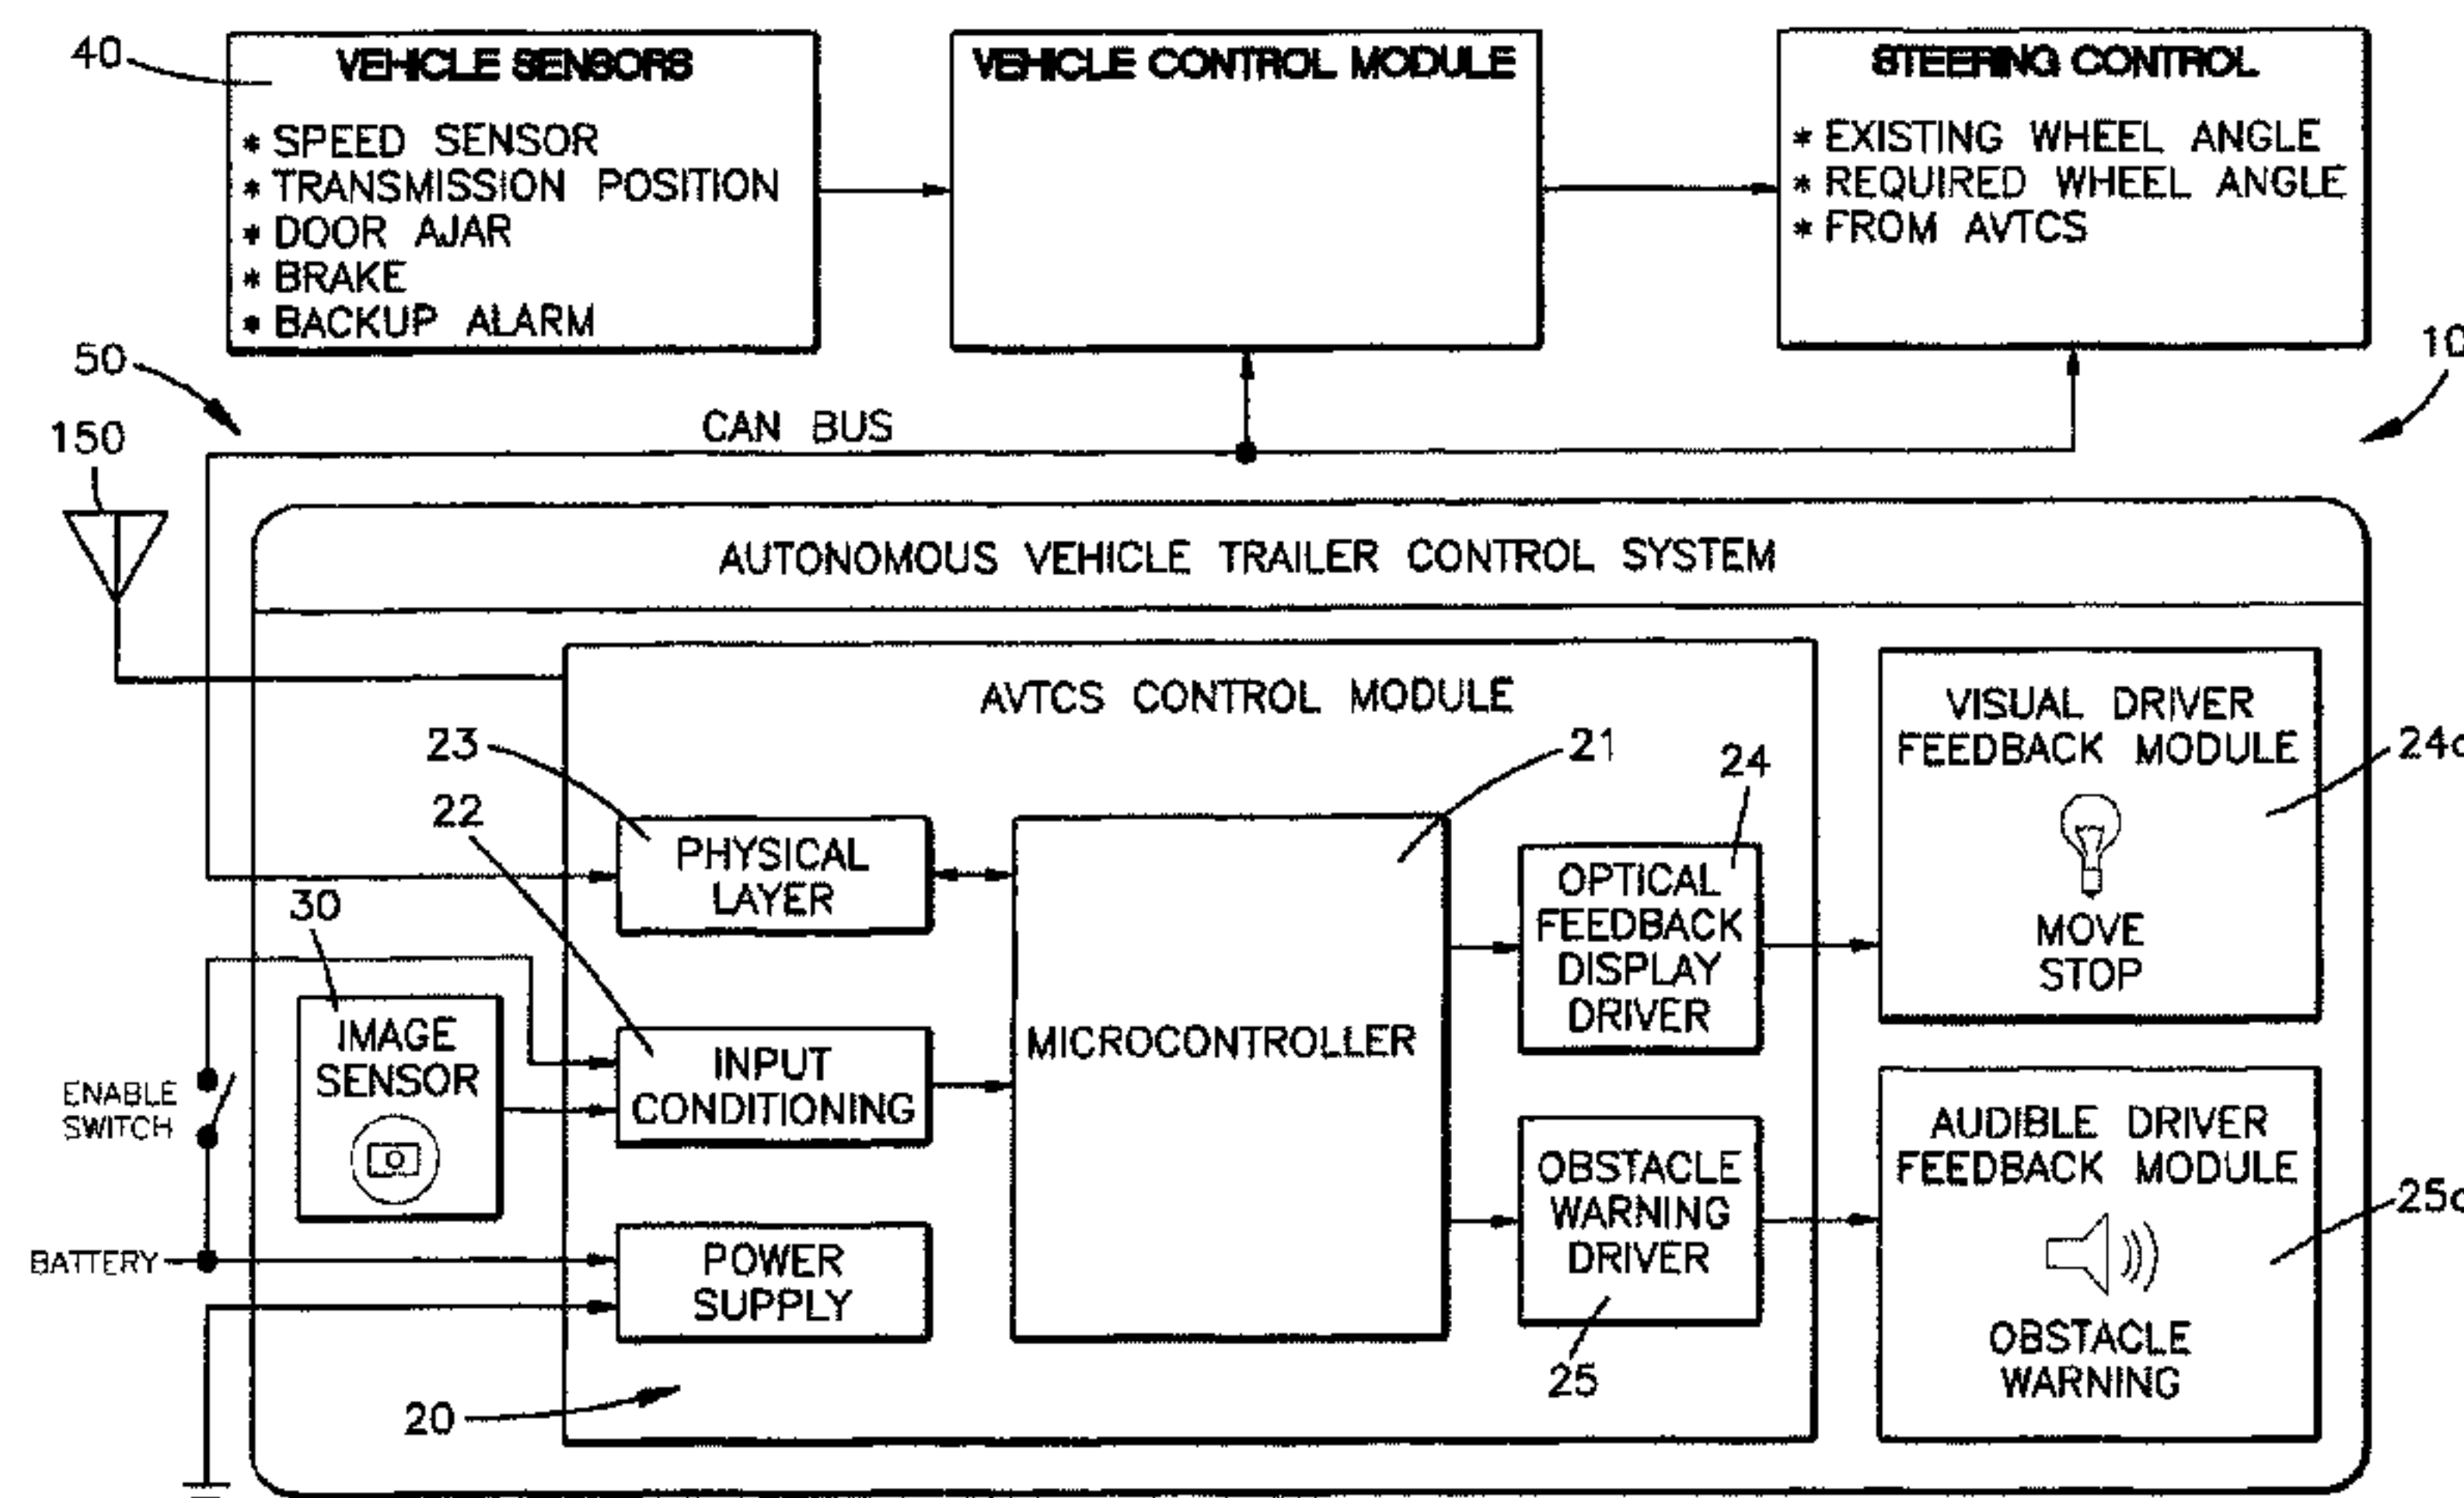 40
VEHICLE SENSORS
* SPEED SENSOR
* TRANSMISSION POSITION
* DOOR AJAR
* BRAKE
* BACKUP ALARM
VEHICLE CONTROL MODULE
STEERING CONTROL
* EXISTING WHEEL ANGLE
* REQUIRED WHEEL ANGLE
* FROM AVTCS
50
10
150
CAN BUS
AUTONOMOUS VEHICLE TRAILER CONTROL SYSTEM
AVTCS CONTROL MODULE
23
22
21
24
PHYSICAL
LAYER
30
IMAGE
SENSOR
INPUT
CONDITIONING
MICROCONTROLLER
OPTICAL
FEEDBACK
DISPLAY
DRIVER
VISUAL DRIVER
FEEDBACK MODULE
MOVE
STOP
ENABLE
SWITCH
BATTERY
POWER
SUPPLY
OBSTACLE
WARNING
DRIVER
25
AUDIBLE DRIVER
FEEDBACK MODULE
OBSTACLE
WARNING
20